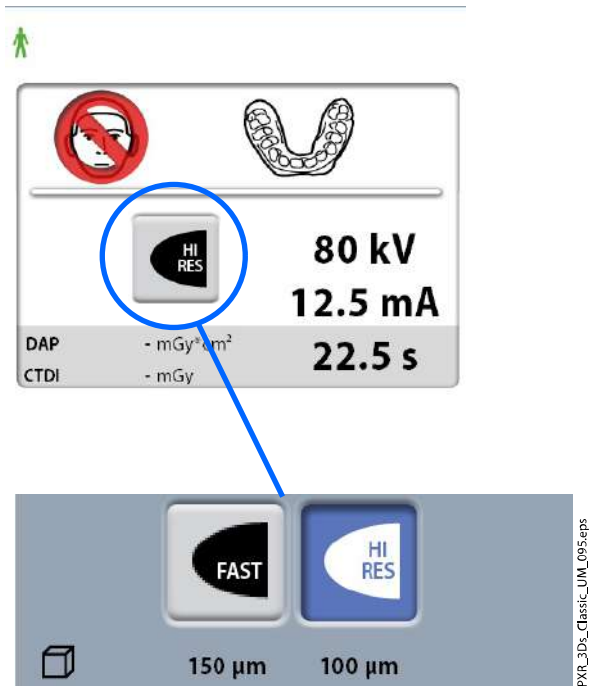 HI
RES
80 kV
12.5 mA
DAP - mGy*cm²
22.5 s
CTDI - mGy
FAST
HI
RES
150 µm 100 µm
PXR_3Ds_Classic_UM_095.eps